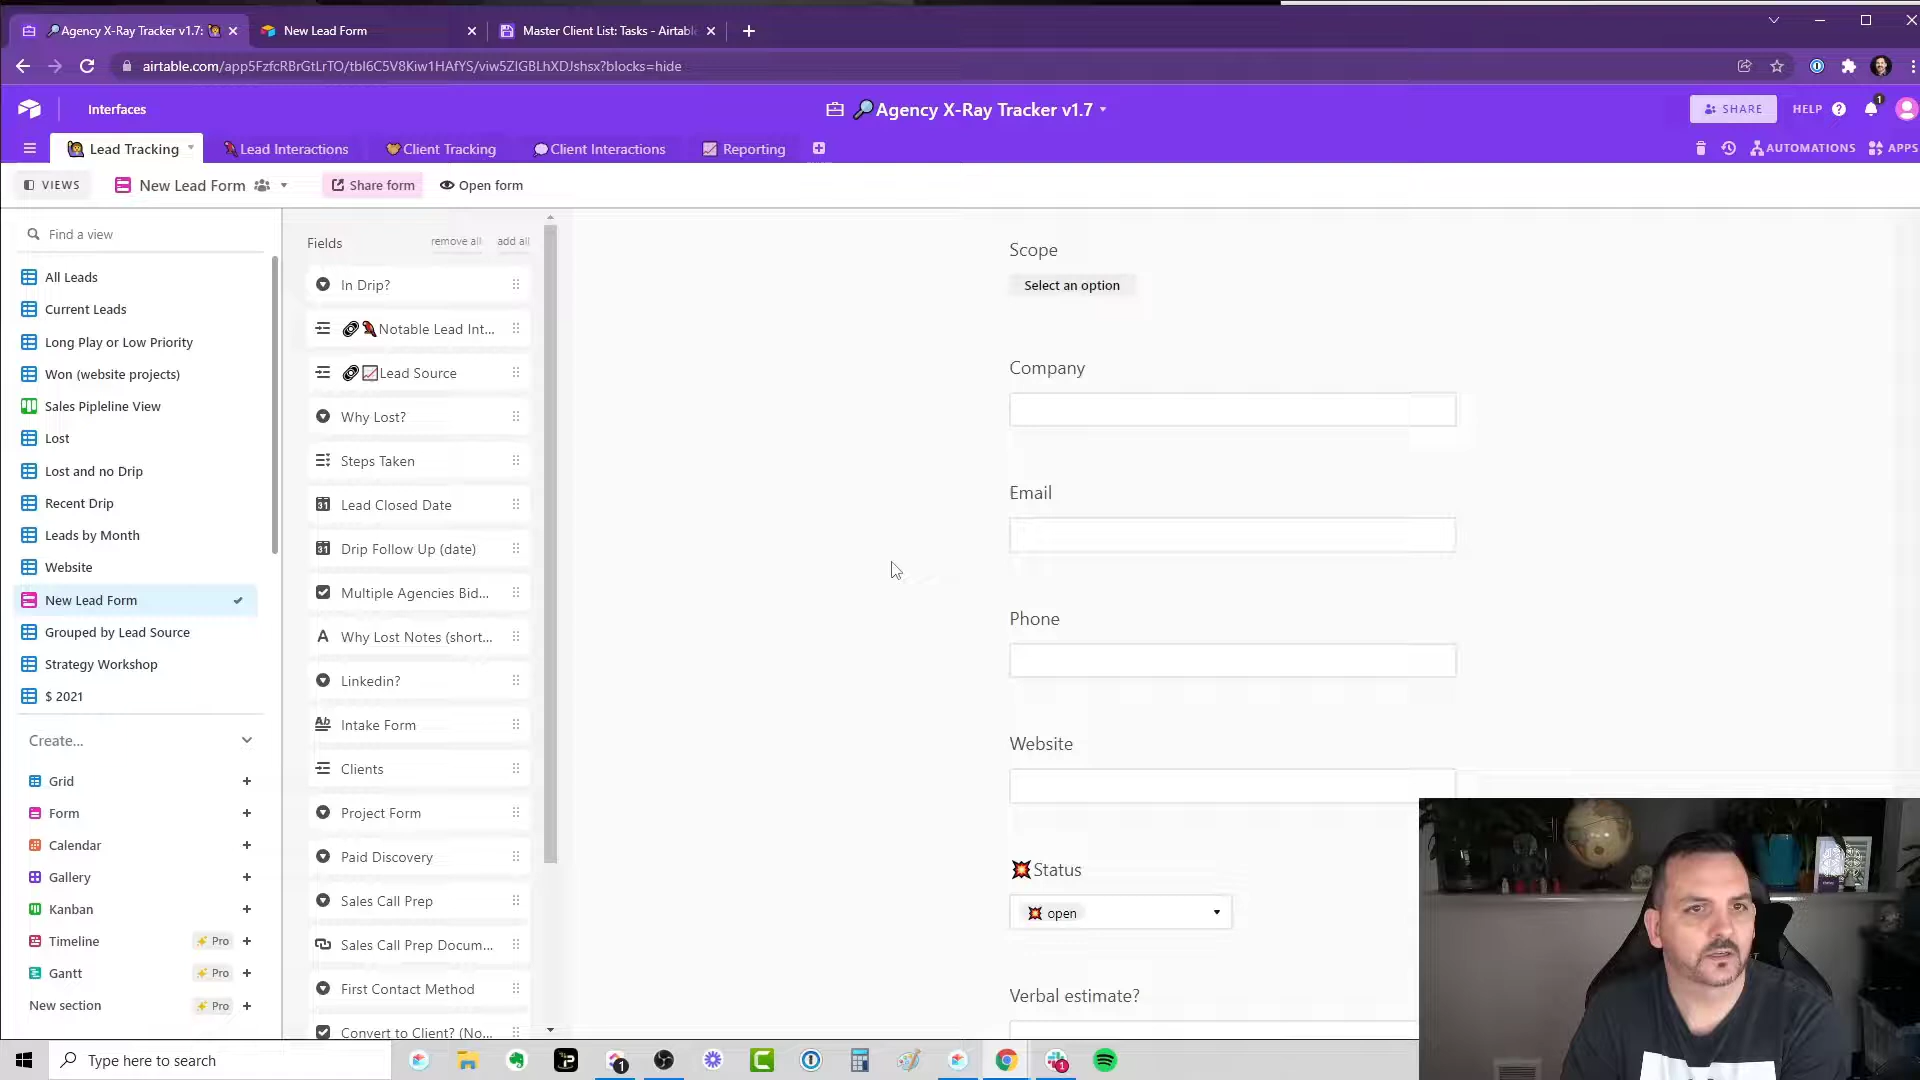 🔎Agency X-Ray Tracker v1.7: 🙋
New Lead Form
Master Client List: Tasks - Airtabl
airtable.com/app5FzfcRBrGtLrTO/tbl6C5V8Kiw1HAfYS/viw5ZIGBLhXDJshsx?blocks=hide
Interfaces
🔎Agency X-Ray Tracker v1.7
SHARE
HELP
1
Lead Tracking
Lead Interactions
Client Tracking
Client Interactions
Reporting
AUTOMATIONS
APPS
VIEWS
New Lead Form
Share form
Open form
Find a view
All Leads
Current Leads
Long Play or Low Priority
Won (website projects)
Sales Pipleline View
Lost
Lost and no Drip
Recent Drip
Leads by Month
Website
New Lead Form
Grouped by Lead Source
Strategy Workshop
$ 2021
Create...
Grid
Form
Calendar
Gallery
Kanban
Timeline
Pro
Gantt
Pro
New section
Pro
Fields
remove all
add all
In Drip?
Notable Lead Int...
Lead Source
Why Lost?
Steps Taken
Lead Closed Date
Drip Follow Up (date)
Multiple Agencies Bid...
Why Lost Notes (short...
Linkedin?
Intake Form
Clients
Project Form
Paid Discovery
Sales Call Prep
Sales Call Prep Docum...
First Contact Method
Convert to Client? (No...
Scope
Select an option
Company
Email
Phone
Website
💥Status
💥 open
Verbal estimate?
Type here to search
1
1